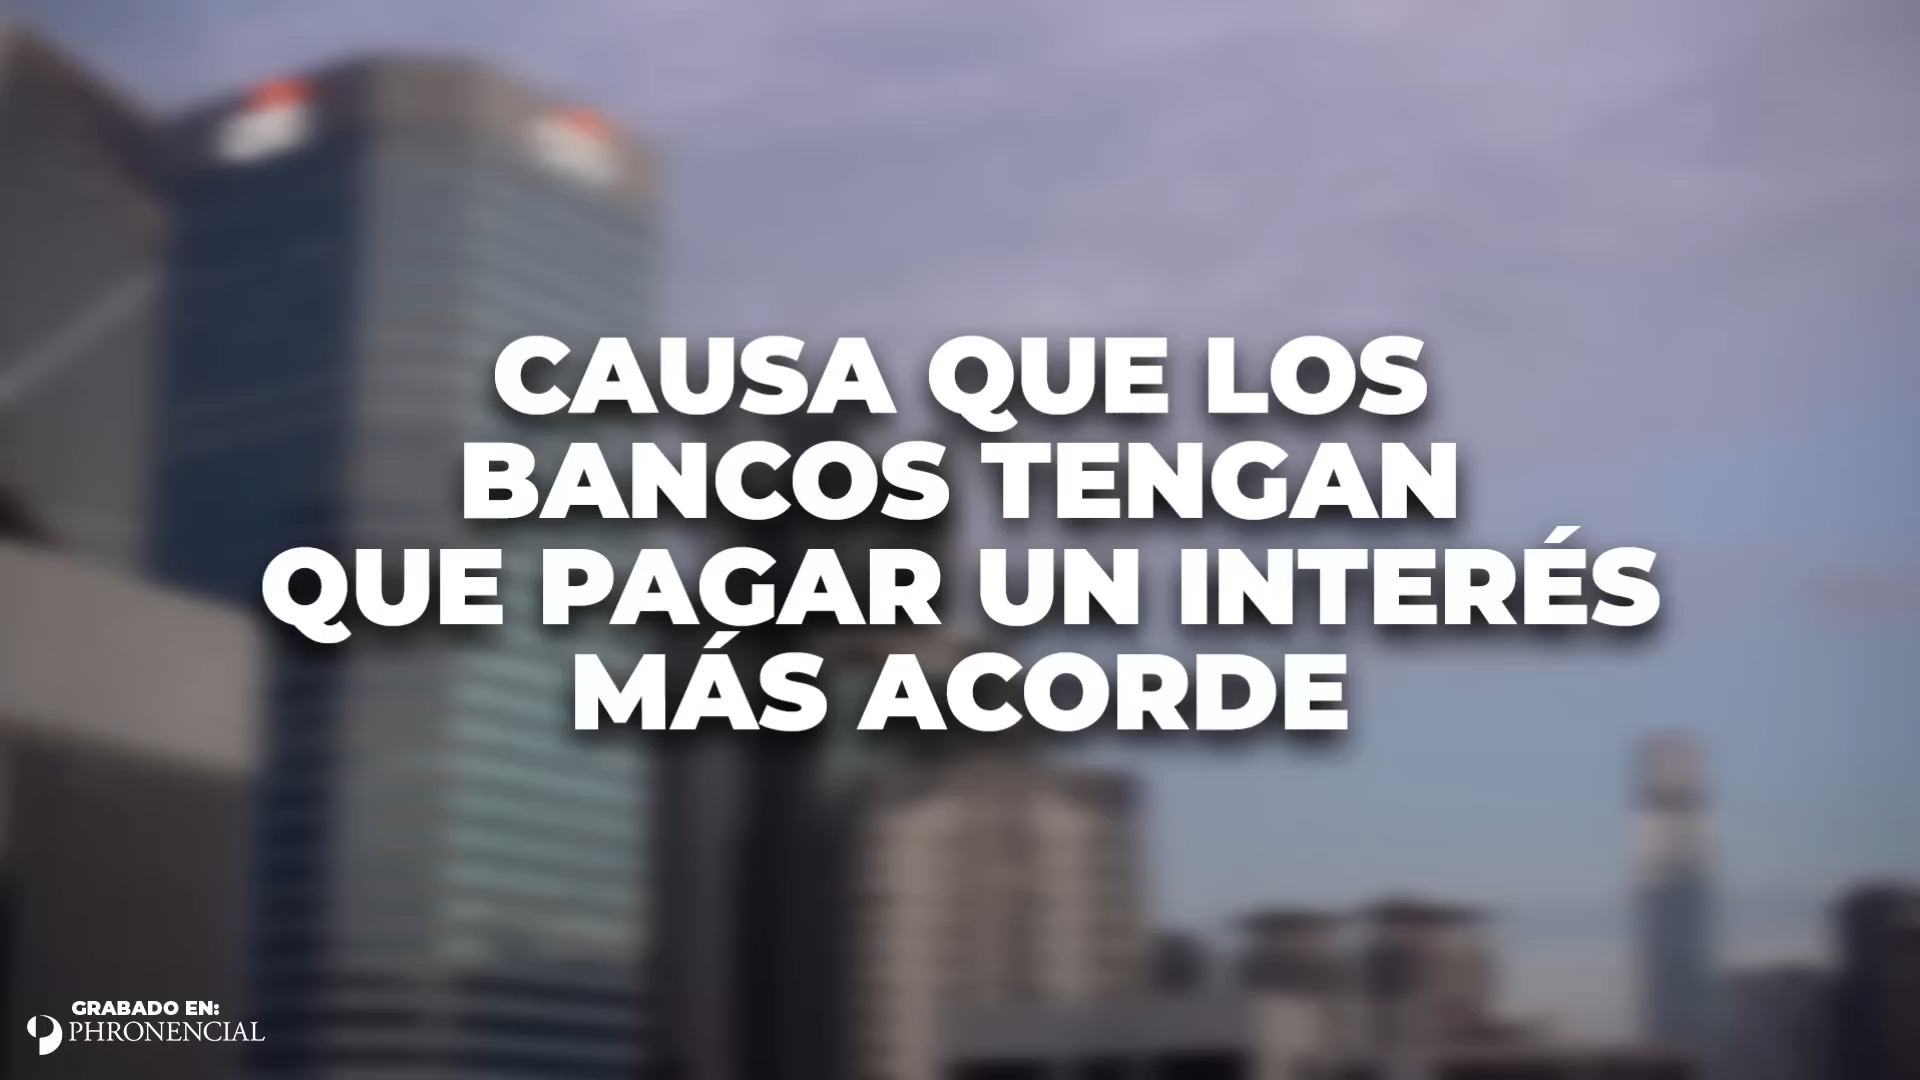 CAUSA QUE LOS
BANCOS TENGAN
QUE PAGAR UN INTERÉS
MÁS ACORDE
GRABADO EN:
PHRONENCIAL